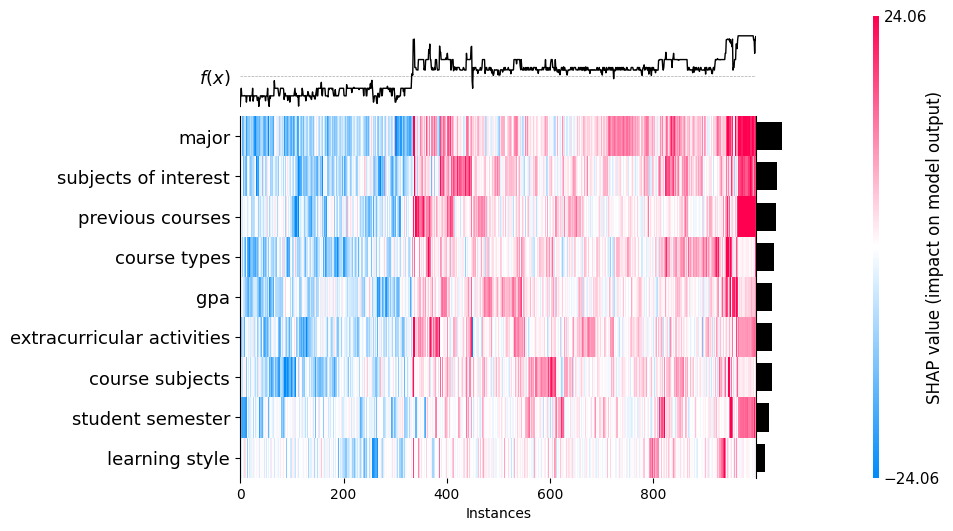 24.06
f(x)
major
subjects of interest
previous courses
course types
gpa
extracurricular activities
course subjects
student semester
learning style
0 200 400 600 800
Instances
SHAP value (impact on model output)
−24.06